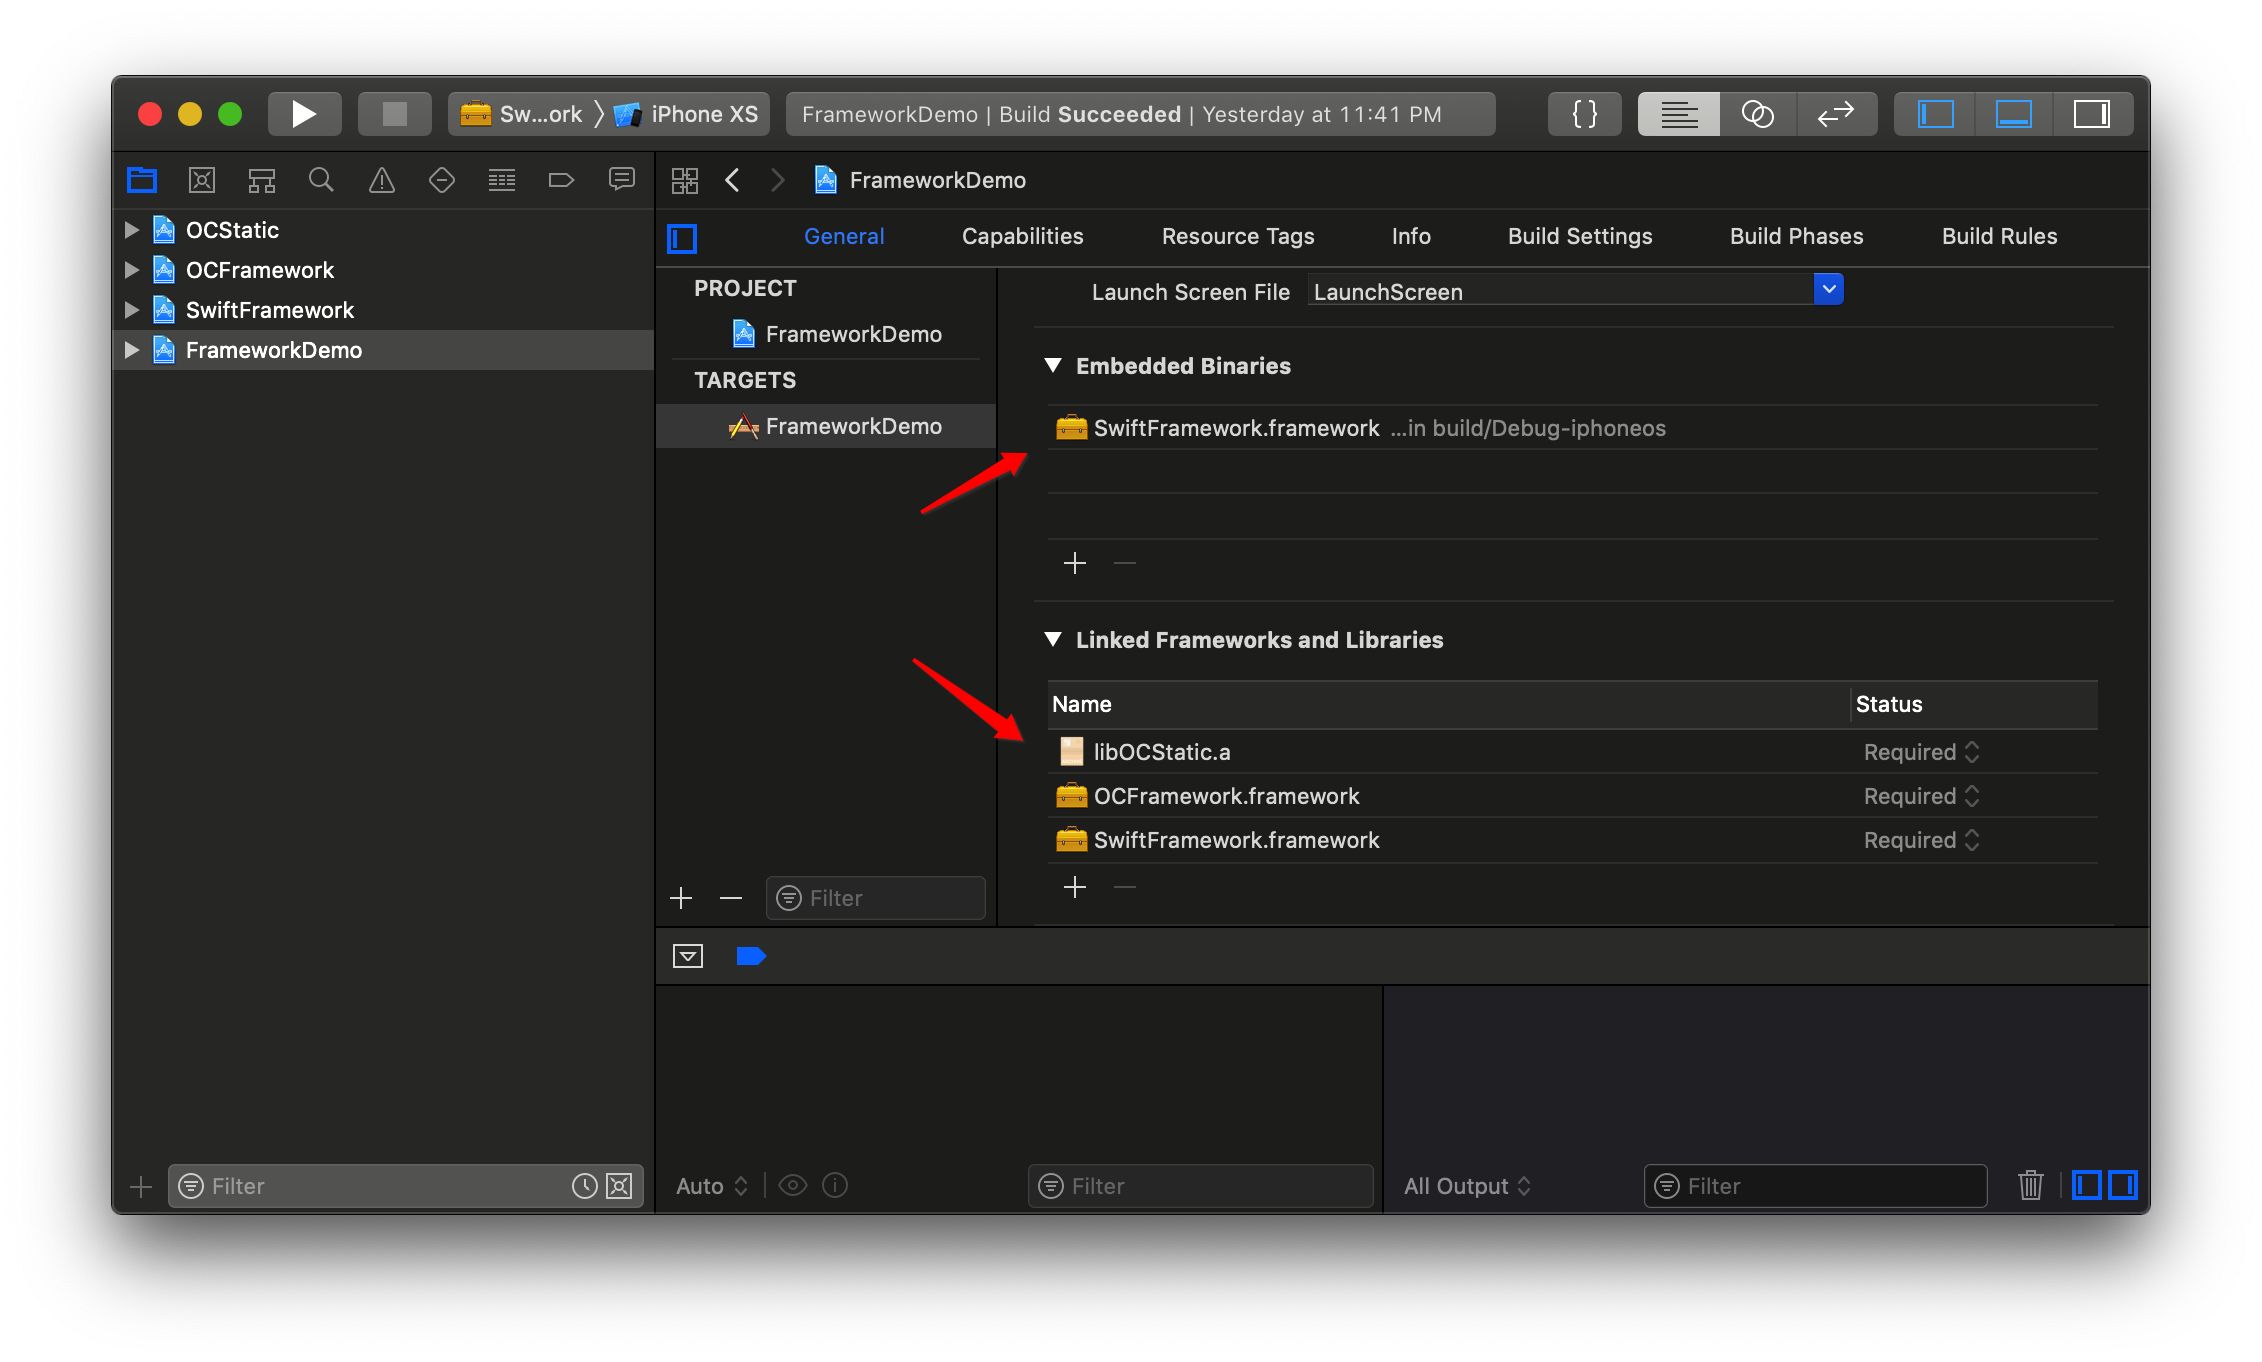 Sw...ork 〉 iPhone XS
FrameworkDemo | Build Succeeded | Yesterday at 11:41 PM
{ }
FrameworkDemo
OCStatic
OCFramework
SwiftFramework
FrameworkDemo
General
Capabilities
Resource Tags
Info
Build Settings
Build Phases
Build Rules
PROJECT
FrameworkDemo
TARGETS
FrameworkDemo
Filter
Launch Screen File
LaunchScreen
Embedded Binaries
SwiftFramework.framework ...in build/Debug-iphoneos
Linked Frameworks and Libraries
Name Status
libOCStatic.a Required
OCFramework.framework Required
SwiftFramework.framework Required
Filter
Auto
Filter
All Output
Filter